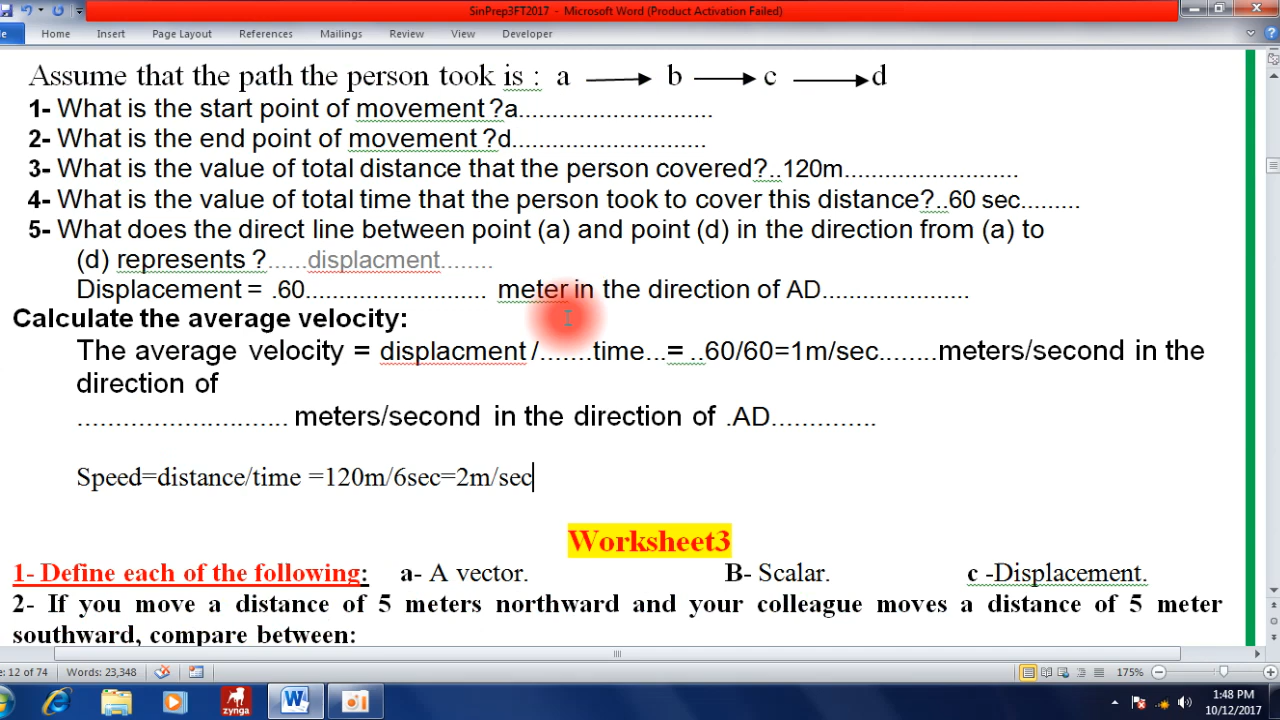 SinPrep3FT2017 - Microsoft Word (Product Activation Failed)
Home Insert Page Layout References Mailings Review View Developer
Assume that the path the person took is : a b c d
1- What is the start point of movement ?a..........................
2- What is the end point of movement ?d..........................
3- What is the value of total distance that the person covered?..120m.......................
4- What is the value of total time that the person took to cover this distance?..60 sec........
5- What does the direct line between point (a) and point (d) in the direction from (a) to
(d) represents ?......displacment........
Displacement = .60........................ meter in the direction of AD....................
Calculate the average velocity:
The average velocity = displacment /.......time...= ..60/60=1m/sec........meters/second in the
direction of
............................ meters/second in the direction of .AD..............
Speed=distance/time =120m/6sec=2m/sec
Worksheet3
1- Define each of the following: a- A vector. B- Scalar. c -Displacement.
2- If you move a distance of 5 meters northward and your colleague moves a distance of 5 meter
southward, compare between:
e: 12 of 74 Words: 23,348 175%
zynga
1:48 PM
10/12/2017